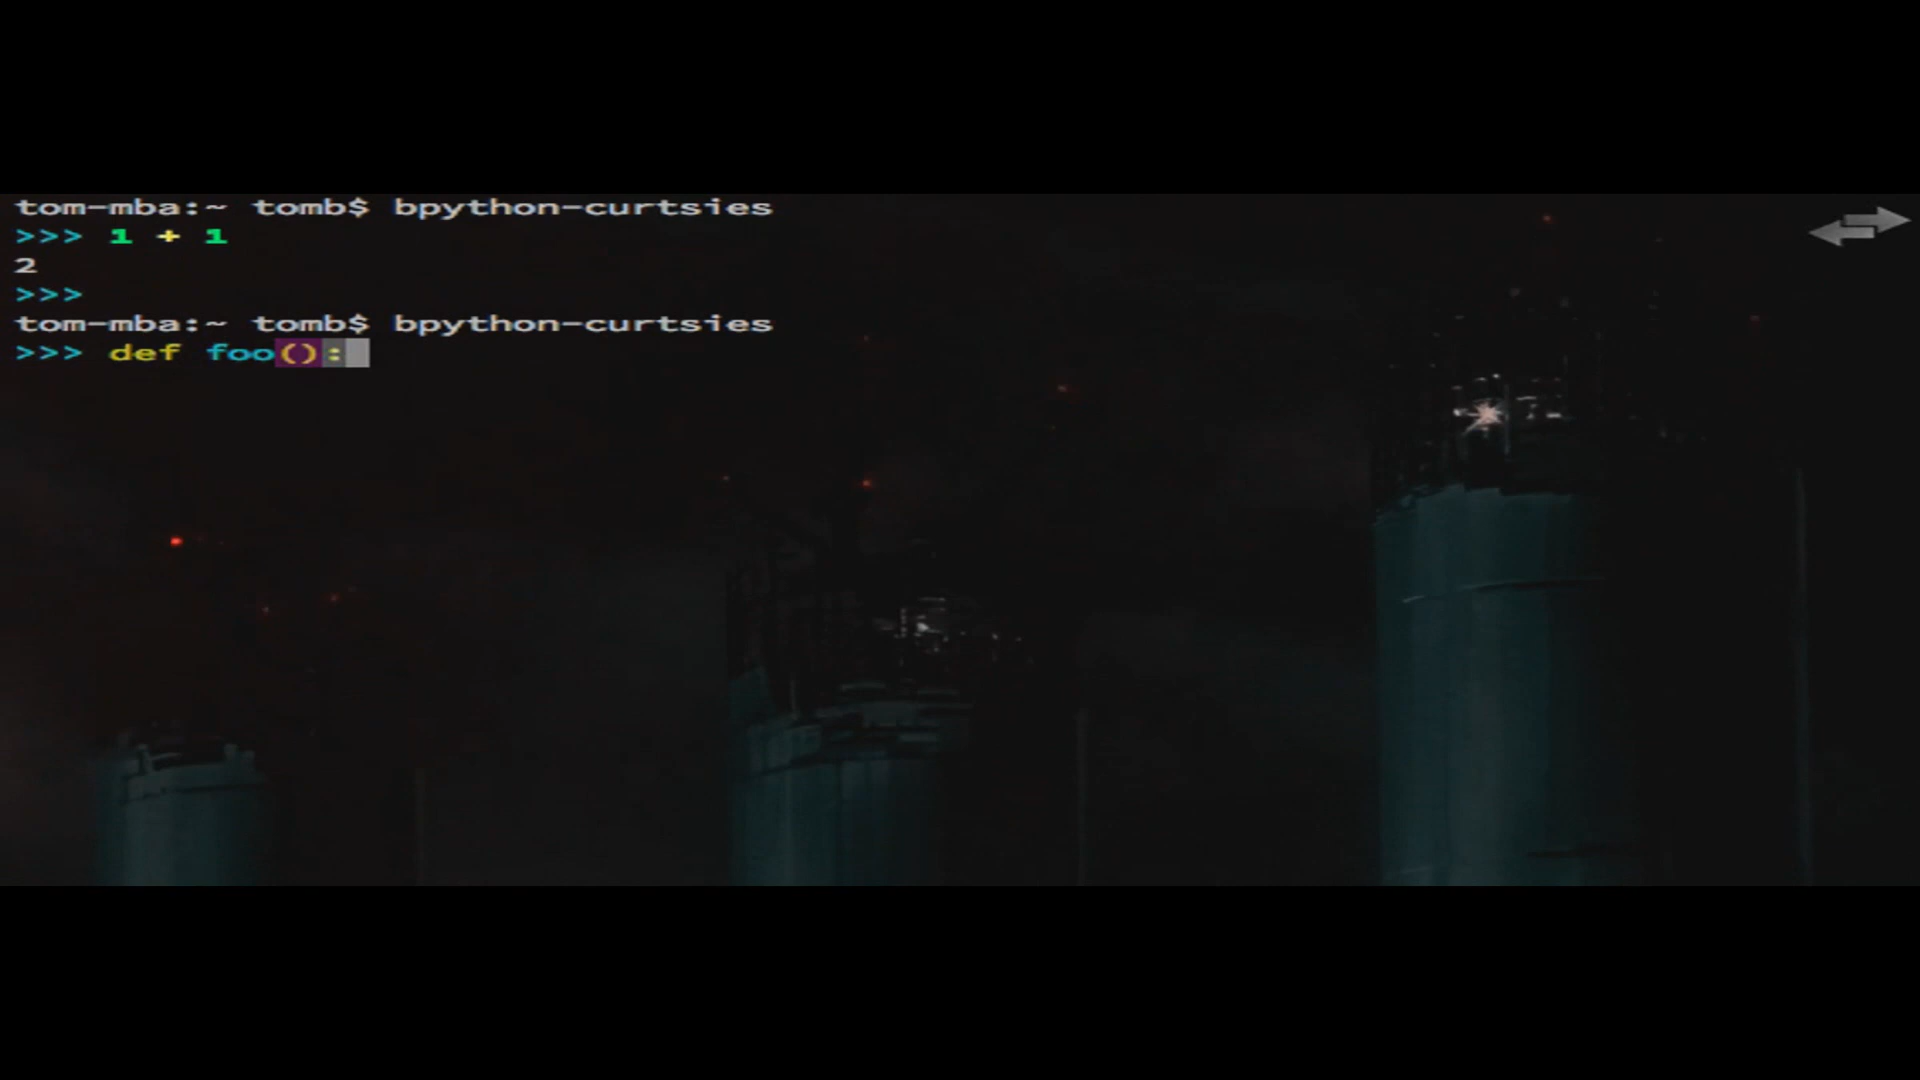 tom-mba:~ tomb$ bpython-curtsies
>>> 1 + 1
2
>>>
tom-mba:~ tomb$ bpython-curtsies
>>> def foo():